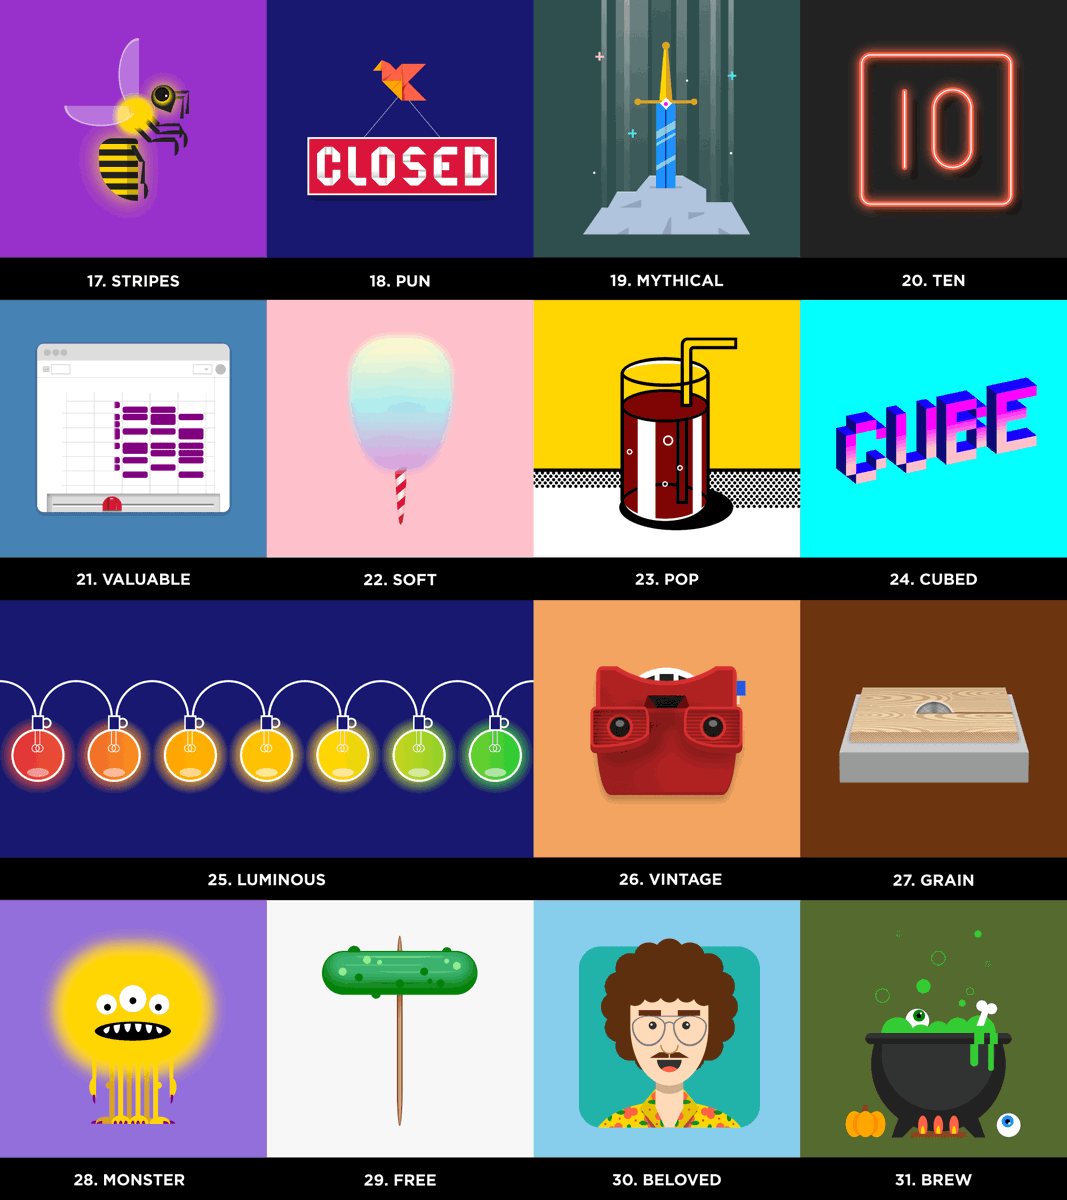 CLOSED
10
17. STRIPES
18. PUN
19. MYTHICAL
20. TEN
CUBE
21. VALUABLE
22. SOFT
23. POP
24. CUBED
25. LUMINOUS
26. VINTAGE
27. GRAIN
28. MONSTER
29. FREE
30. BELOVED
31. BREW